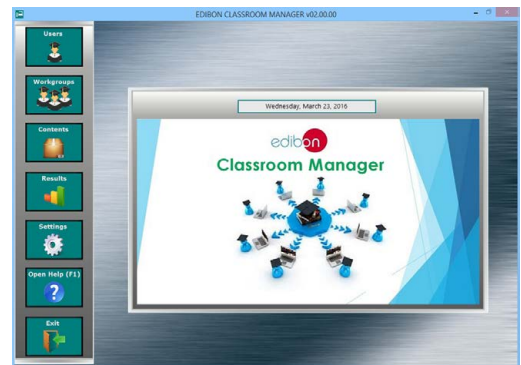 EDIBON CLASSROOM MANAGER v02.00.00
Users
Workgroups
Contents
Results
Settings
Open Help (F1)
?
Exit
Wednesday, March 23, 2016
edibon
Classroom Manager